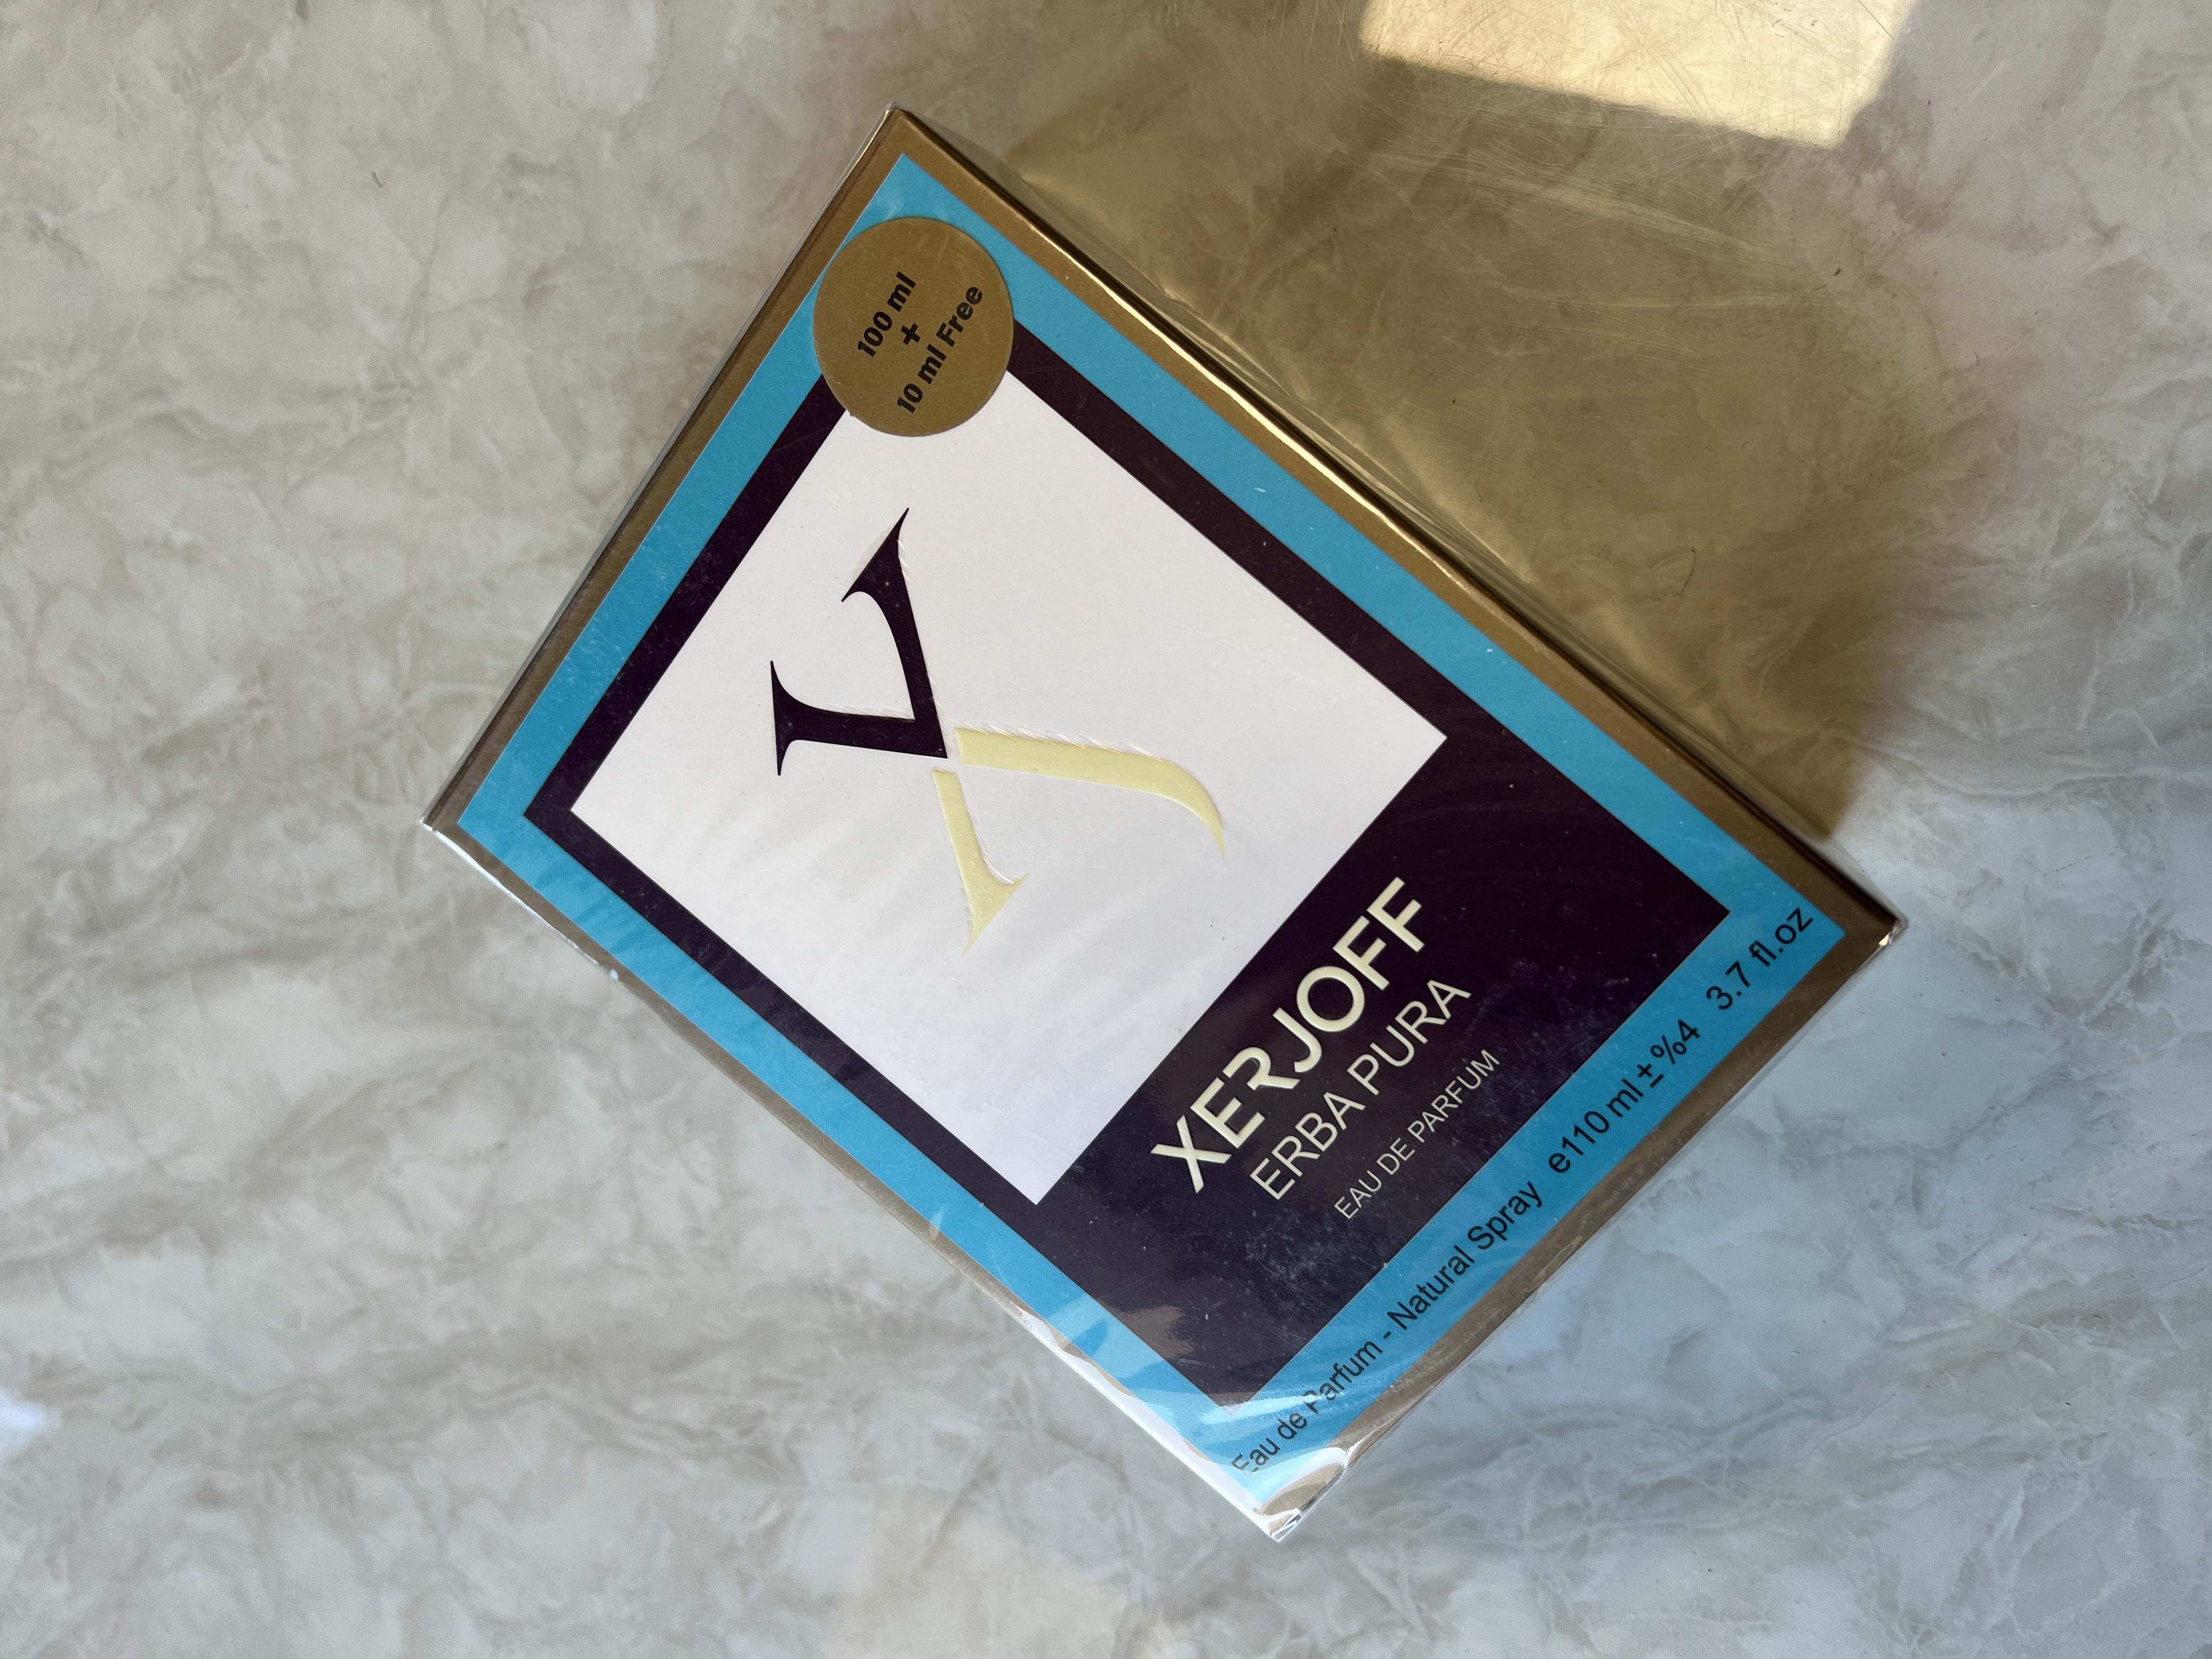 100 ml
+
10 ml Free
XJ
XERJOFF
ERBA PURA
EAU DE PARFUM
Eau de Parfum - Natural Spray e110 ml ± %4 3.7 fl.oz